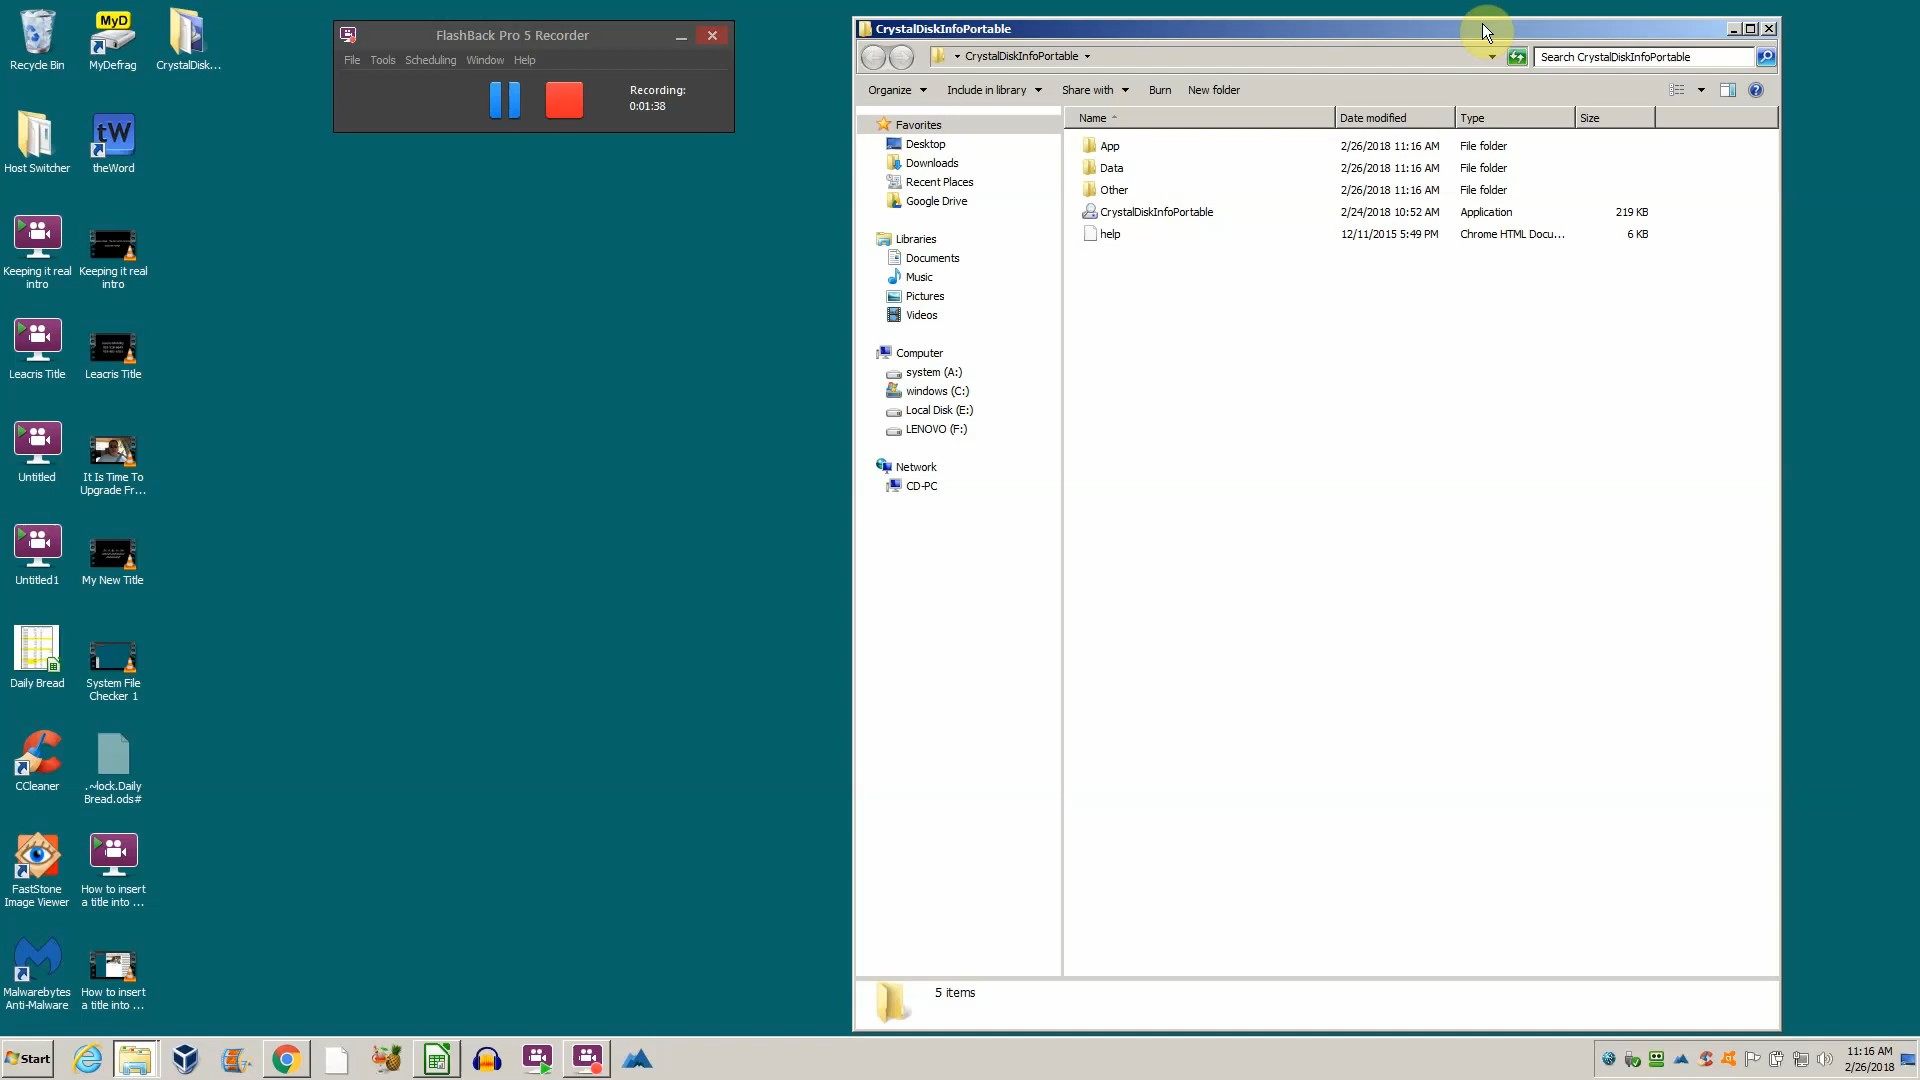 Recycle Bin
MyD
MyDefrag
CrystalDisk...
Host Switcher
tW
theWord
Keeping it real
intro
Keeping it real
intro
Leacris Title
Leacris Title
Untitled
It Is Time To
Upgrade Fr...
Untitled1
My New Title
Daily Bread
System File
Checker 1
CCleaner
.~lock.Daily
Bread.ods#
FastStone
Image Viewer
How to insert
a title into ...
Malwarebytes
Anti-Malware
How to insert
a title into ...
FlashBack Pro 5 Recorder
File Tools Scheduling Window Help
Recording:
0:01:38
CrystalDiskInfoPortable
CrystalDiskInfoPortable
Search CrystalDiskInfoPortable
Organize Include in library Share with Burn New folder
Favorites
Desktop
Downloads
Recent Places
Google Drive
Libraries
Documents
Music
Pictures
Videos
Computer
system (A:)
windows (C:)
Local Disk (E:)
LENOVO (F:)
Network
CD-PC
Name Date modified Type Size
App 2/26/2018 11:16 AM File folder
Data 2/26/2018 11:16 AM File folder
Other 2/26/2018 11:16 AM File folder
CrystalDiskInfoPortable 2/24/2018 10:52 AM Application 219 KB
help 12/11/2015 5:49 PM Chrome HTML Docu... 6 KB
5 items
Start
11:16 AM
2/26/2018